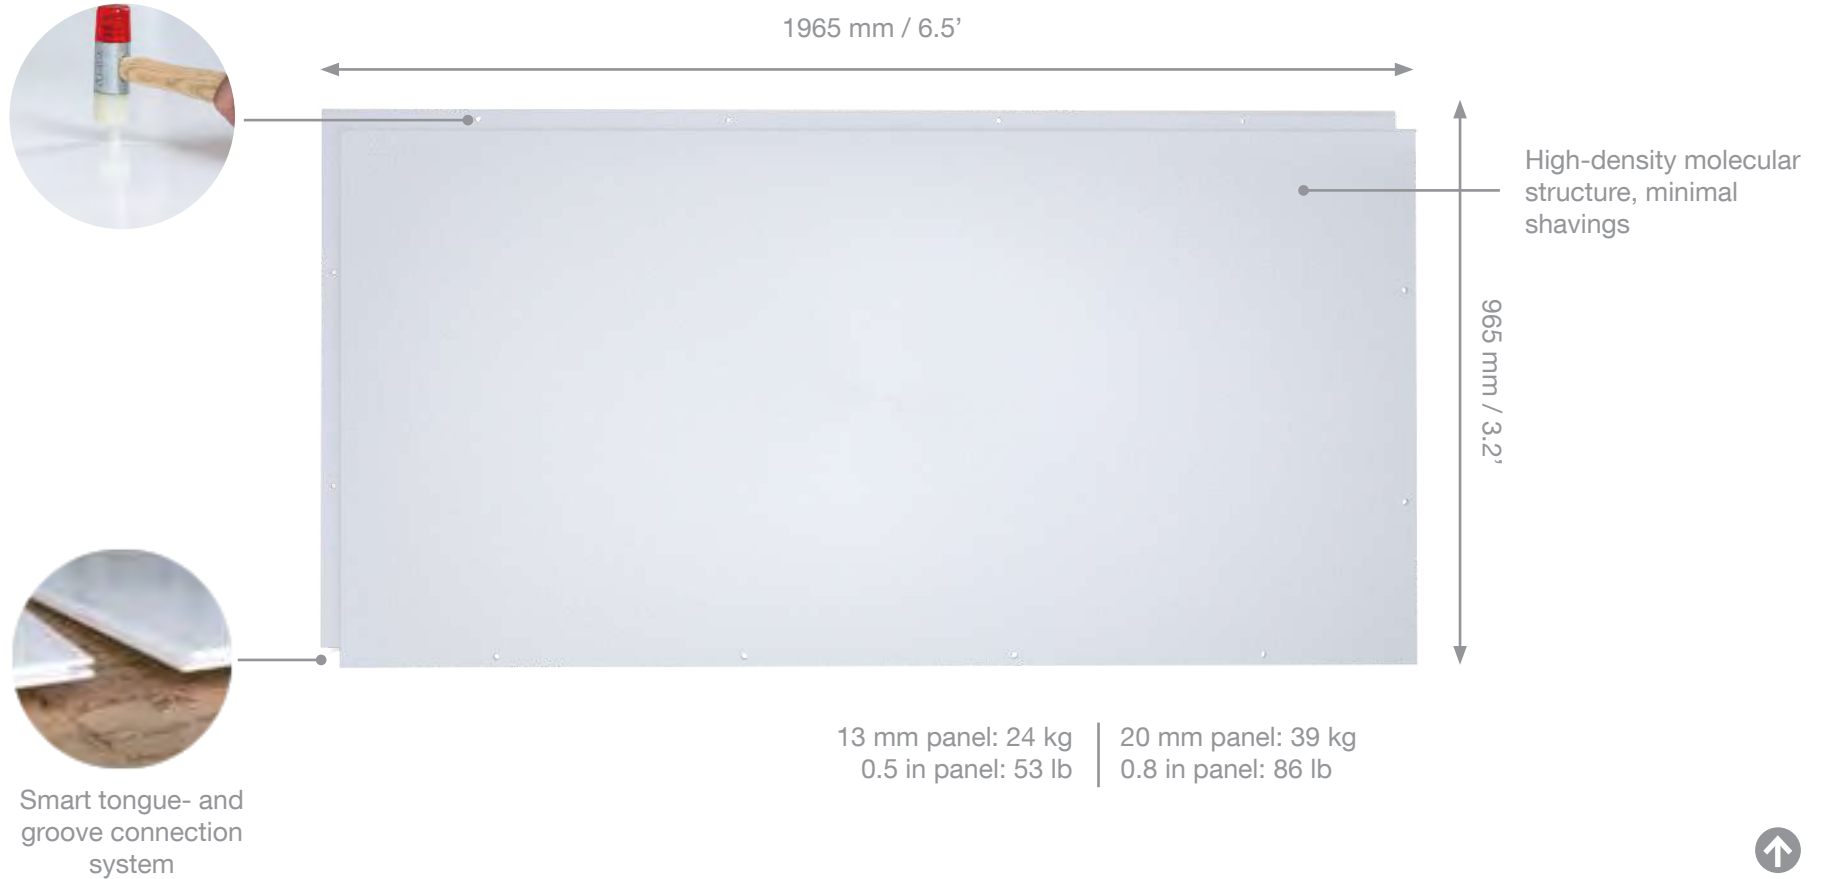 1965 mm / 6.5’
High-density molecular
structure, minimal
shavings
965 mm / 3.2’
13 mm panel: 24 kg
0.5 in panel: 53 lb
20 mm panel: 39 kg
0.8 in panel: 86 lb
Smart tongue- and
groove connection
system